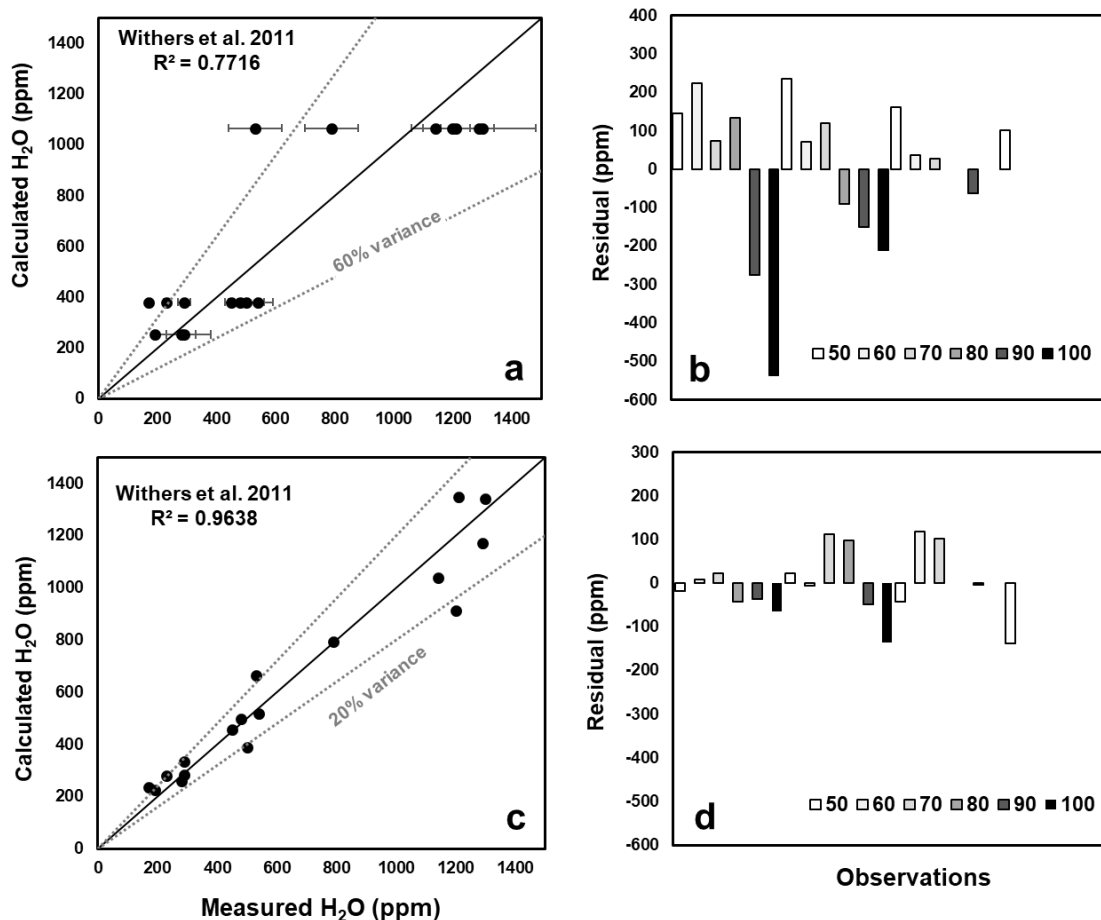 1400
1200
1000
800
600
400
200
0
Calculated H₂O (ppm)
Withers et al. 2011
R² = 0.7716
60% variance
a
0 200 400 600 800 1000 1200 1400
400
300
200
100
0
-100
-200
-300
-400
-500
-600
Residual (ppm)
b
50 60 70 80 90 100
1400
1200
1000
800
600
400
200
0
Calculated H₂O (ppm)
Withers et al. 2011
R² = 0.9638
20% variance
c
0 200 400 600 800 1000 1200 1400
Measured H₂O (ppm)
300
200
100
0
-100
-200
-300
-400
-500
-600
Residual (ppm)
50 60 70 80 90 100
d
Observations